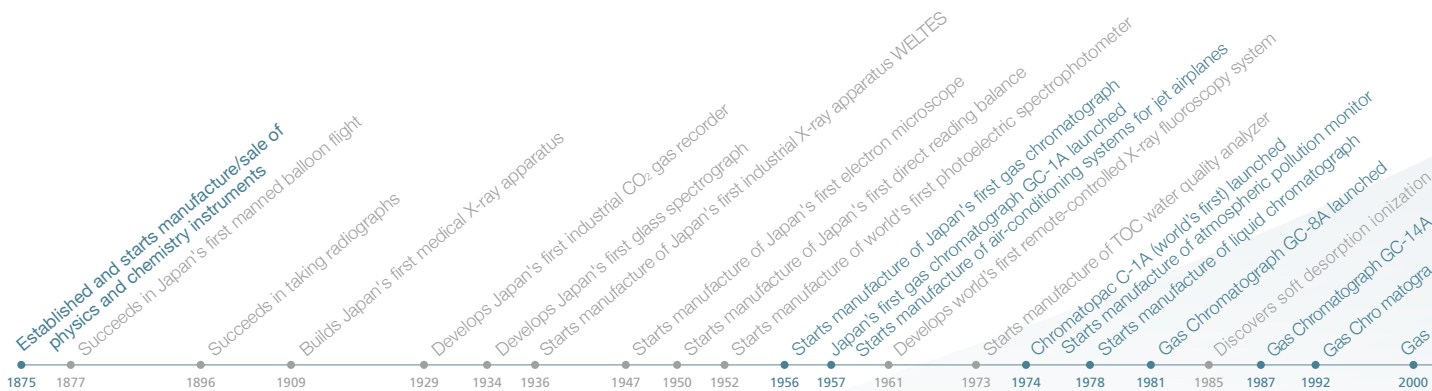 Established and starts manufacture/sale of
physics and chemistry instruments
Succeeds in Japan's first manned balloon flight
Succeeds in taking radiographs
Builds Japan's first medical X-ray apparatus
Develops Japan's first industrial CO₂ gas recorder
Develops Japan's first glass spectrograph
Starts manufacture of Japan's first industrial X-ray apparatus WELTES
Starts manufacture of Japan's first electron microscope
Starts manufacture of Japan's first direct reading balance
Starts manufacture of world's first photoelectric spectrophotometer
Starts manufacture of Japan's first gas chromatograph
Japan's first gas chromatograph GC-1A launched
Starts manufacture of air-conditioning systems for jet airplanes
Develops world's first remote-controlled X-ray fluoroscopy system
Starts manufacture of TOC water quality analyzer
Chromatopac C-1A (world's first) launched
Starts manufacture of atmospheric pollution monitor
Starts manufacture of liquid chromatograph
Gas Chromatograph GC-8A launched
Discovers soft desorption ionization
Gas Chromatograph GC-14A
Gas Chro matogra
Gas
1875 1877 1896 1909 1929 1934 1936 1947 1950 1952 1956 1957 1961 1973 1974 1978 1981 1985 1987 1992 2000